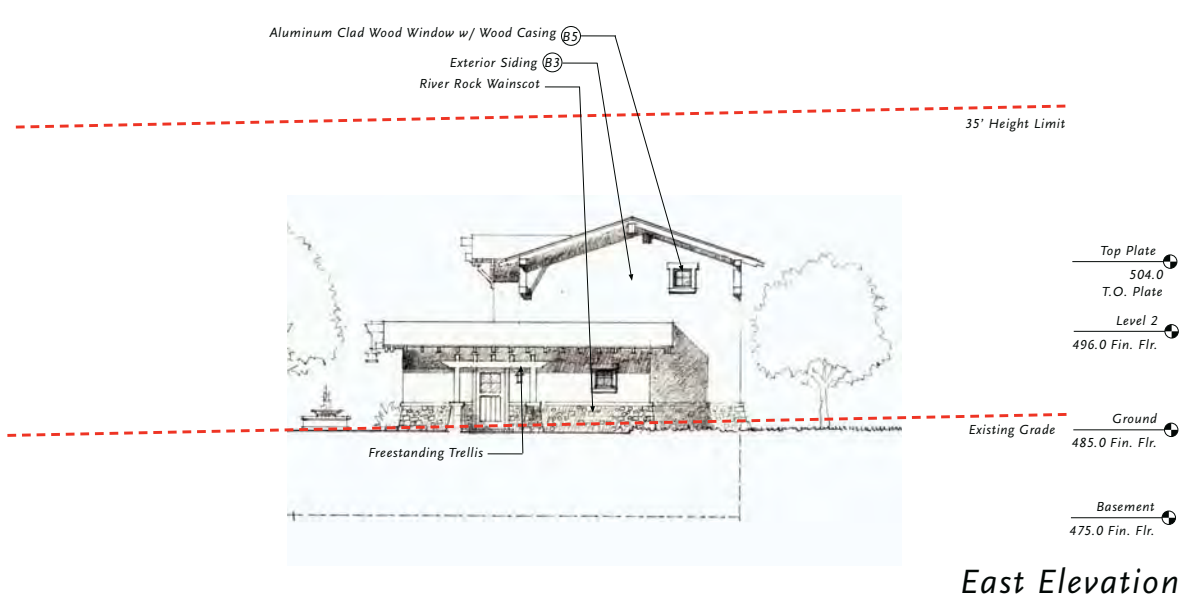 Aluminum Clad Wood Window w/ Wood Casing B5
Exterior Siding B3
River Rock Wainscot
35' Height Limit
Top Plate
504.0
T.O. Plate
Level 2
496.0 Fin. Flr.
Ground
Existing Grade
485.0 Fin. Flr.
Freestanding Trellis
Basement
475.0 Fin. Flr.
East Elevation